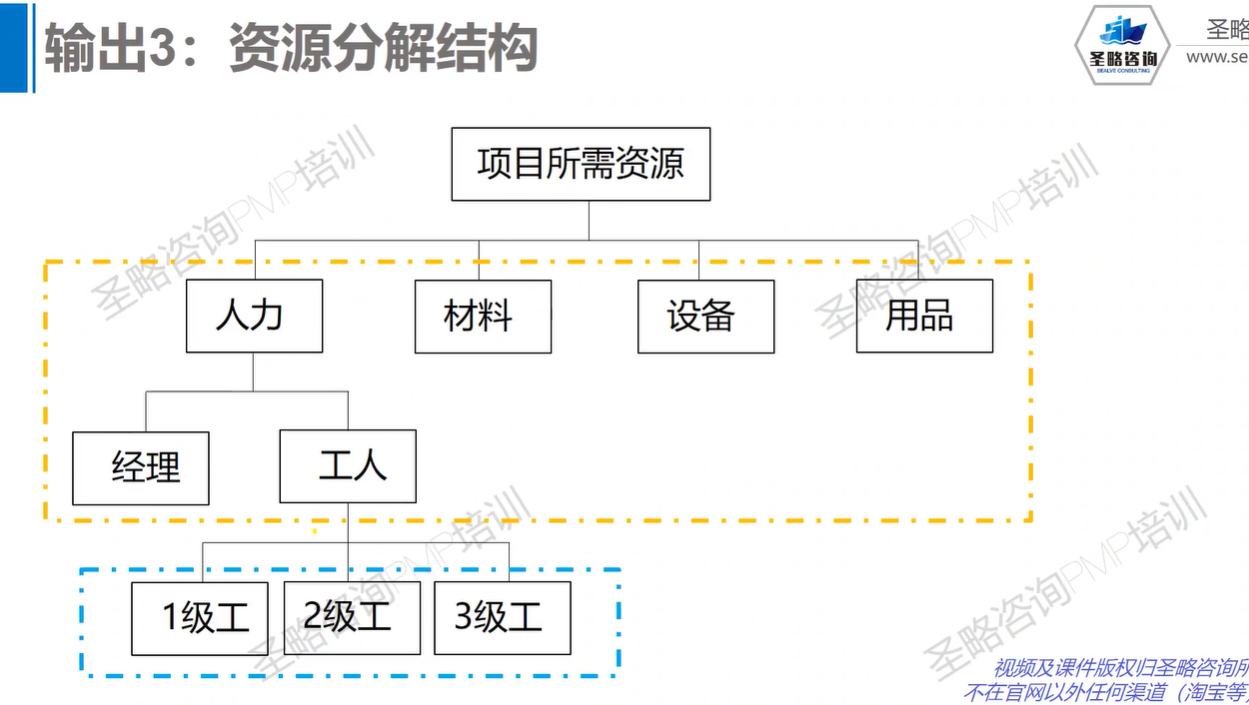 输出3：资源分解结构
圣略咨询
SEALVE CONSULTING
圣略
www.se
项目所需资源
人力
材料
设备
用品
经理
工人
1级工
2级工
3级工
圣略咨询PMP培训
圣略咨询PMP培训
圣略咨询PMP培训
圣略咨询PMP培训
视频及课件版权归圣略咨询所
不在官网以外任何渠道（淘宝等）